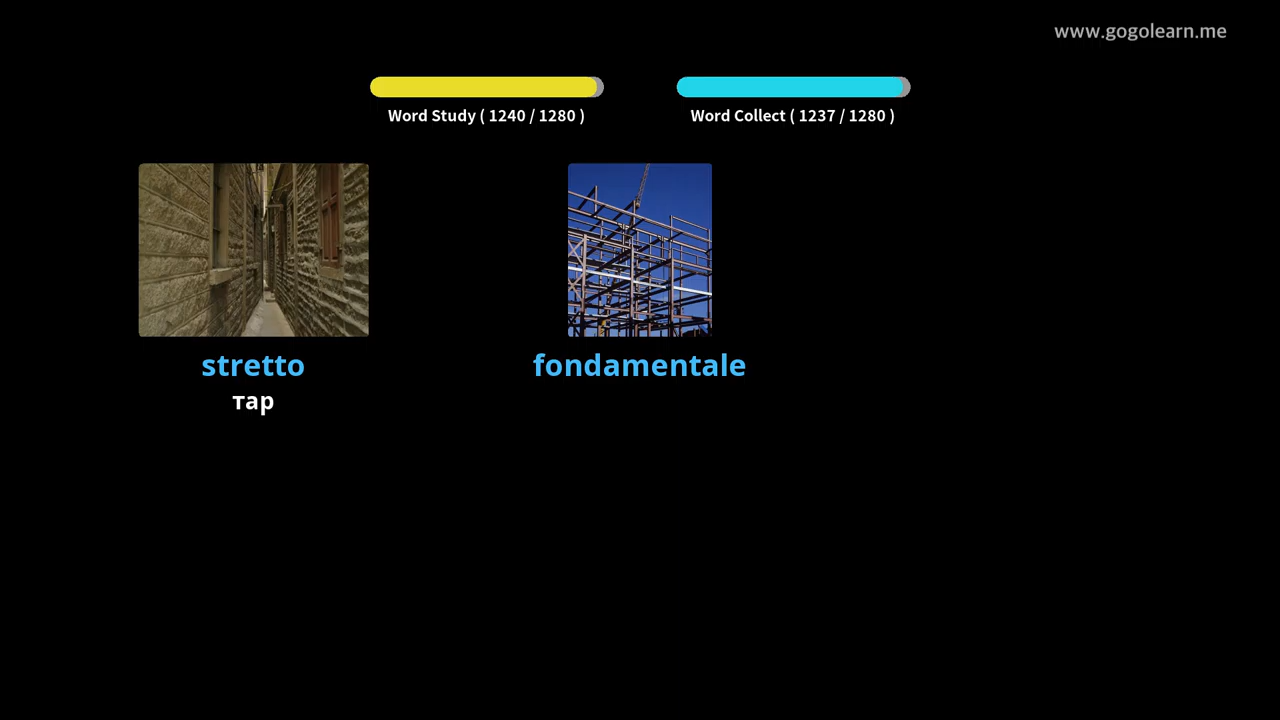 www.gogolearn.me
Word Study ( 1240 / 1280 )
Word Collect ( 1237 / 1280 )
stretto
тар
fondamentale